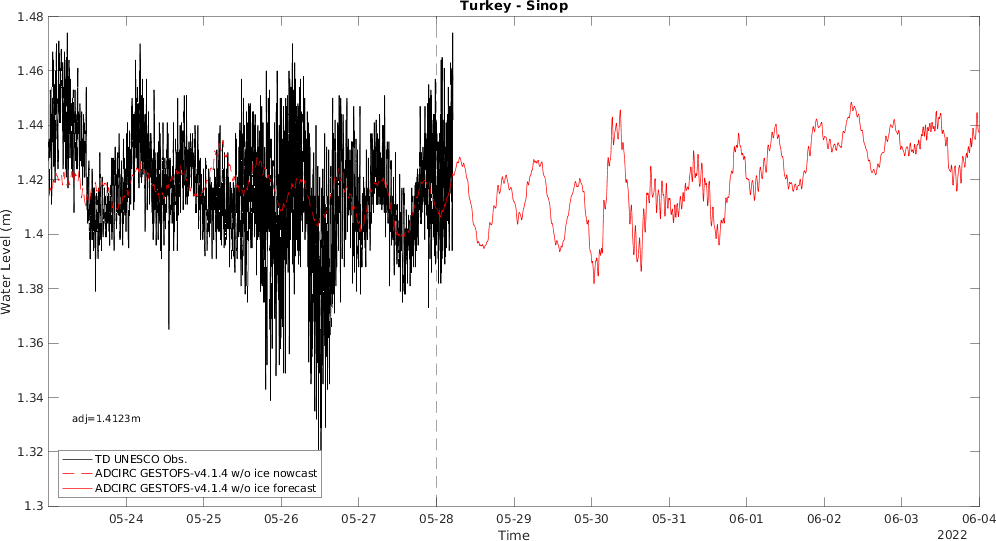 Turkey - Sinop
1.48
1.46
1.44
1.42
1.4
1.38
1.36
1.34
1.32
1.3
Water Level (m)
adj=1.4123m
TD UNESCO Obs.
ADCIRC GESTOFS-v4.1.4 w/o ice nowcast
ADCIRC GESTOFS-v4.1.4 w/o ice forecast
05-24 05-25 05-26 05-27 05-28 05-29 05-30 05-31 06-01 06-02 06-03 06-04
Time
2022